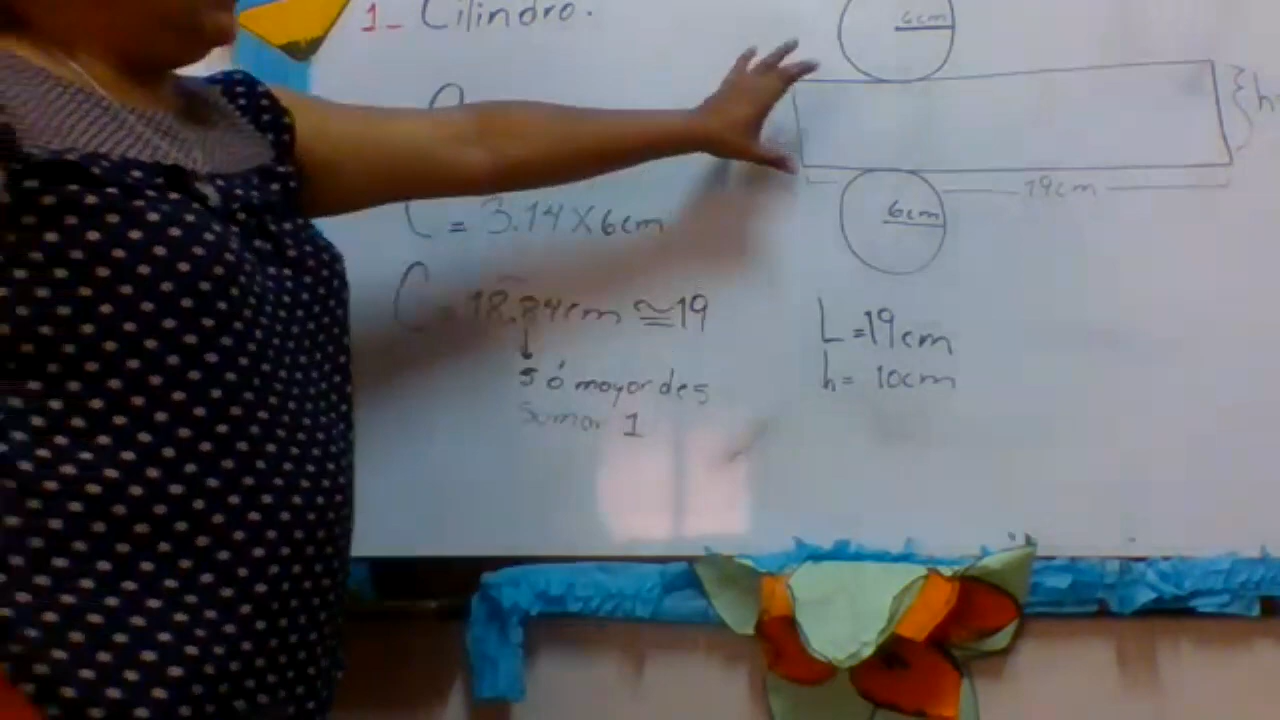 1- Cilindro.
C
C = 3.14 X 6cm
C = 18.84cm ≅ 19
5 ó mayor de 5
Sumar 1
6cm
h
19cm
6cm
L = 19cm
h = 10cm